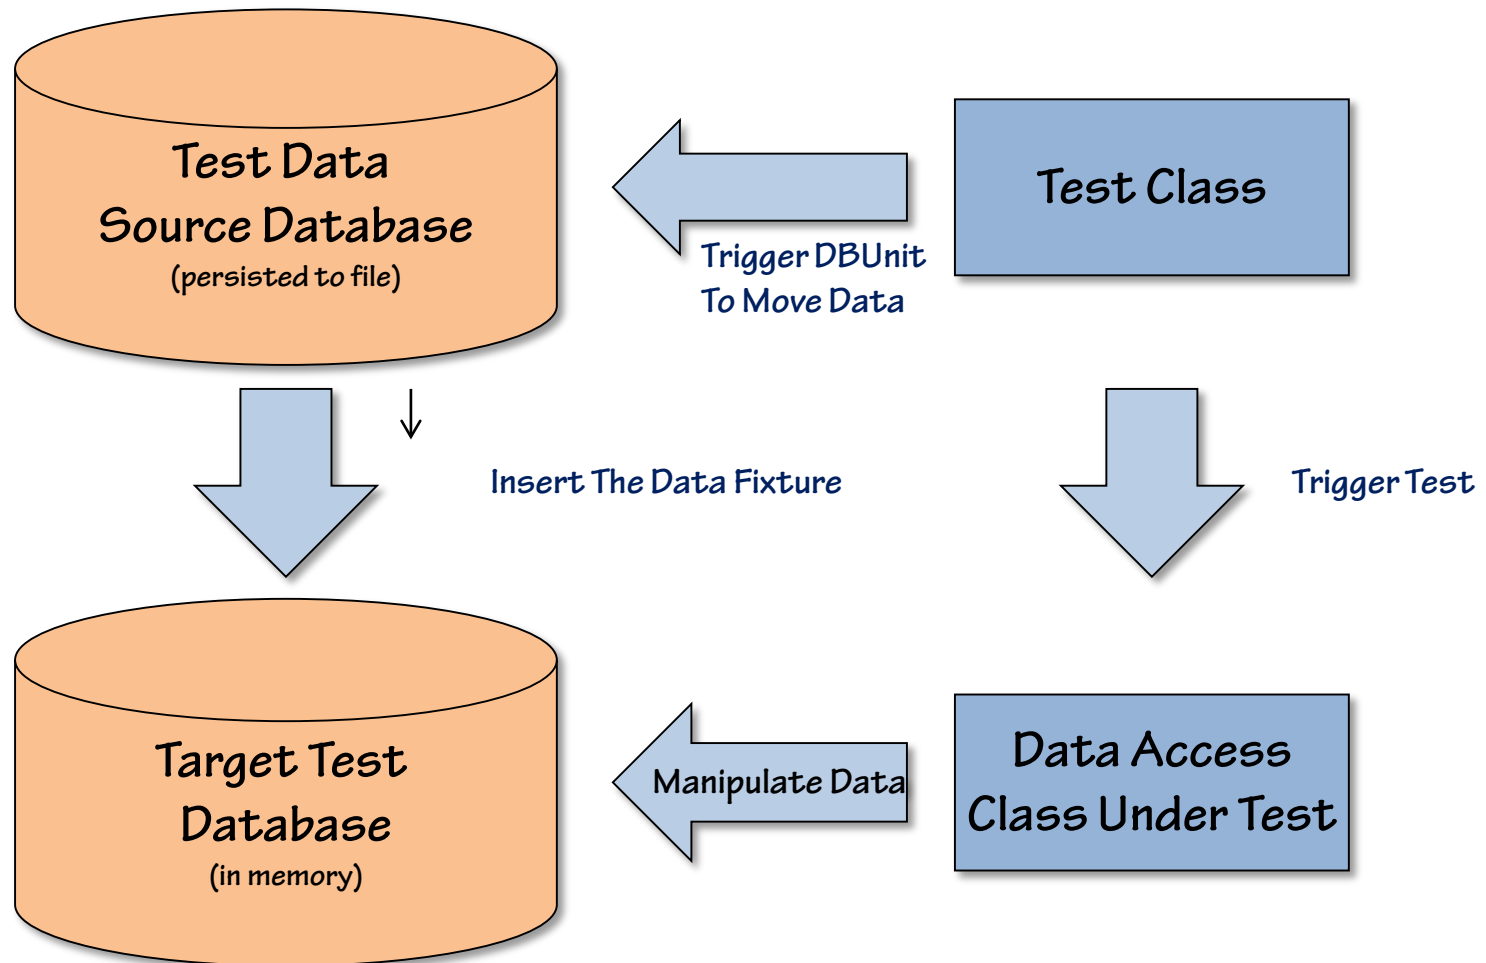 Test Data
Source Database
(persisted to file)
Test Class
Trigger DBUnit
To Move Data
Insert The Data Fixture
Trigger Test
Target Test
Database
(in memory)
Manipulate Data
Data Access
Class Under Test